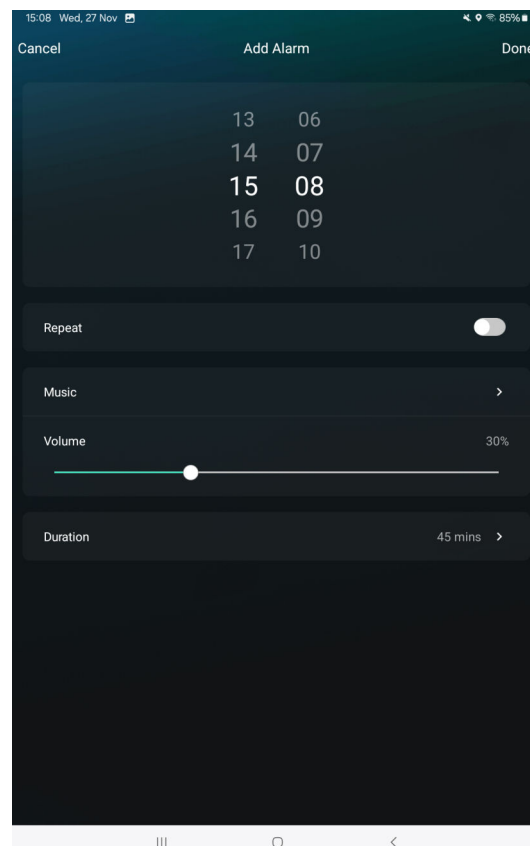 15:08 Wed, 27 Nov 85%
Cancel Add Alarm Done
13 06
14 07
15 08
16 09
17 10
Repeat
Music
Volume 30%
Duration 45 mins